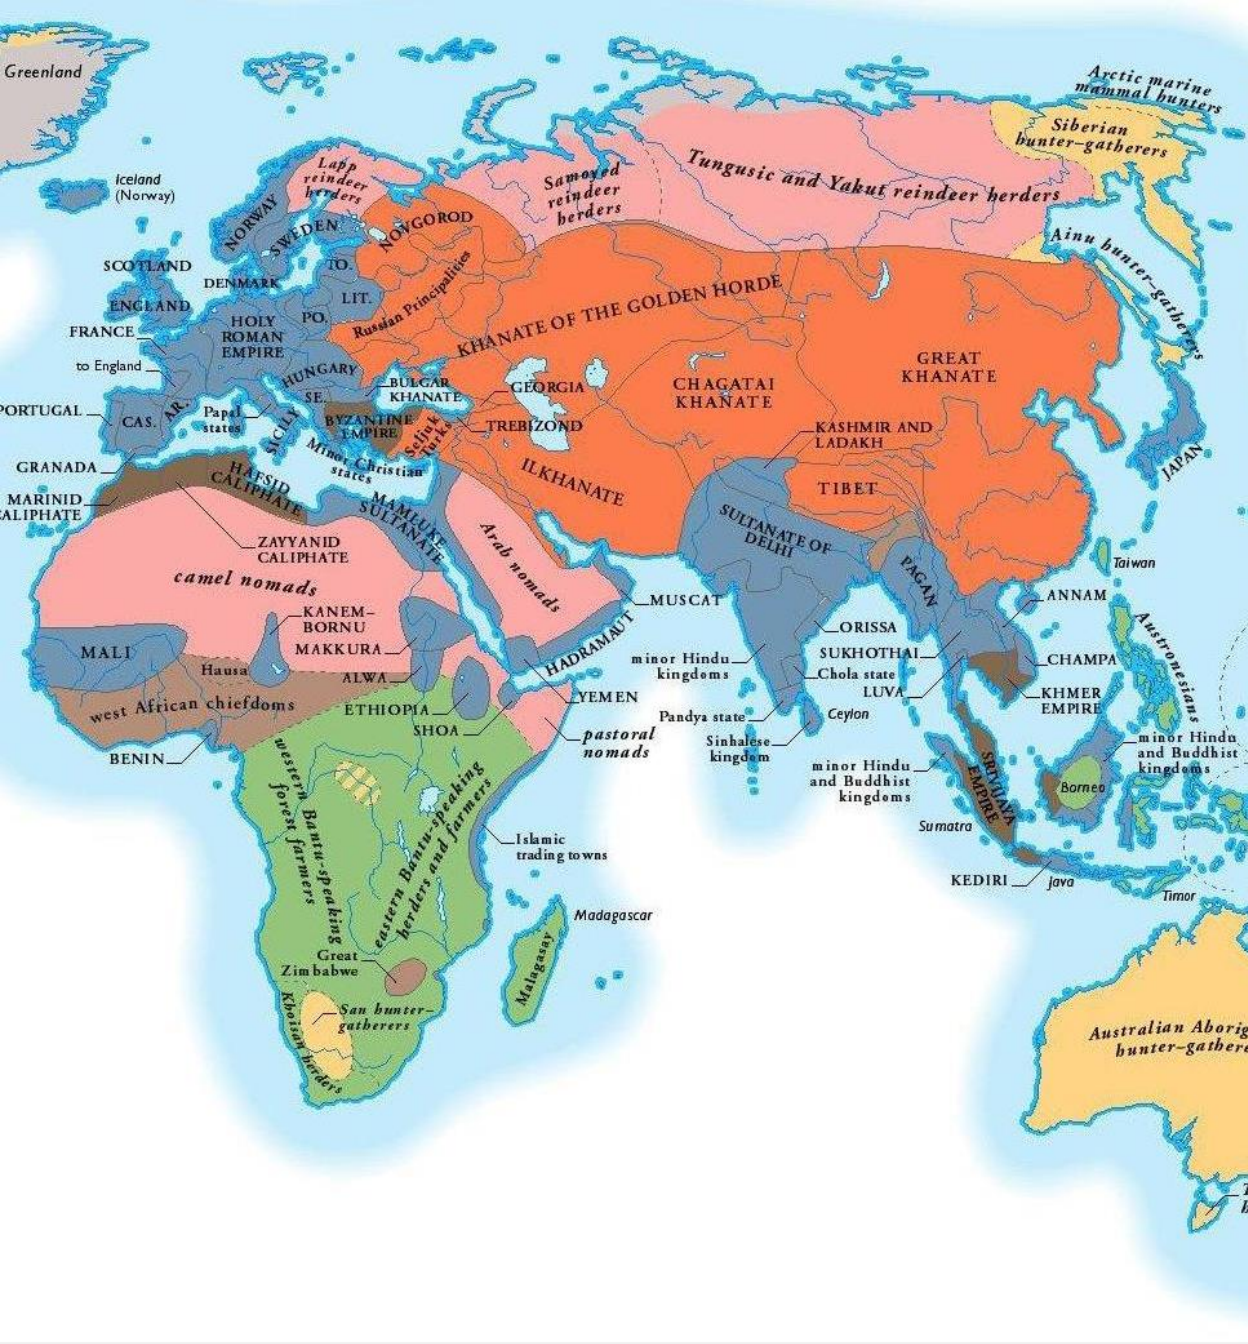 Greenland
Arctic marine
mammal hunters
Siberian
hunter–gatherers
Tungusic and Yakut reindeer herders
Samoyed
reindeer
herders
Lapp
reindeer
herders
Iceland
(Norway)
Ainu hunter–gatherers
NORWAY
SWEDEN
NOVGOROD
SCOTLAND
DENMARK
TO.
ENGLAND
LIT.
Russian Principalities
KHANATE OF THE GOLDEN HORDE
FRANCE
HOLY
ROMAN
EMPIRE
PO.
to England
HUNGARY
BULGAR
KHANATE
GEORGIA
CHAGATAI
KHANATE
GREAT
KHANATE
PORTUGAL
CAS.
AR.
Papal
states
SICILY
SE.
BYZANTINE
EMPIRE
Seljuk
Turks
TREBIZOND
KASHMIR AND
LADAKH
JAPAN
GRANADA
Minor Christian
states
ILKHANATE
TIBET
MARINID
CALIPHATE
HAFSID
CALIPHATE
MAMLUKE
SULTANATE
SULTANATE OF
DELHI
ZAYYANID
CALIPHATE
Arab nomads
PAGAN
Taiwan
camel nomads
KANEM–
BORNU
MUSCAT
ANNAM
Austronesians
MALI
MAKKURA
HADRAMAUT
ORISSA
Hausa
minor Hindu
kingdoms
SUKHOTHAI
CHAMPA
ALWA
Chola state
LUVA
west African chiefdoms
ETHIOPIA
YEMEN
KHMER
EMPIRE
SHOA
Pandya state
Ceylon
pastoral
nomads
Sinhalese
kingdom
minor Hindu
and Buddhist
kingdoms
BENIN
minor Hindu
and Buddhist
kingdoms
SRIVIJAYA
EMPIRE
Borneo
western Bantu-speaking
forest farmers
eastern Bantu-speaking
herders and farmers
Islamic
trading towns
Sumatra
KEDIRI
Java
Timor
Madagascar
Malagasay
Great
Zimbabwe
San hunter–
gatherers
Khoisan herders
Australian Aborig
hunter–gathere